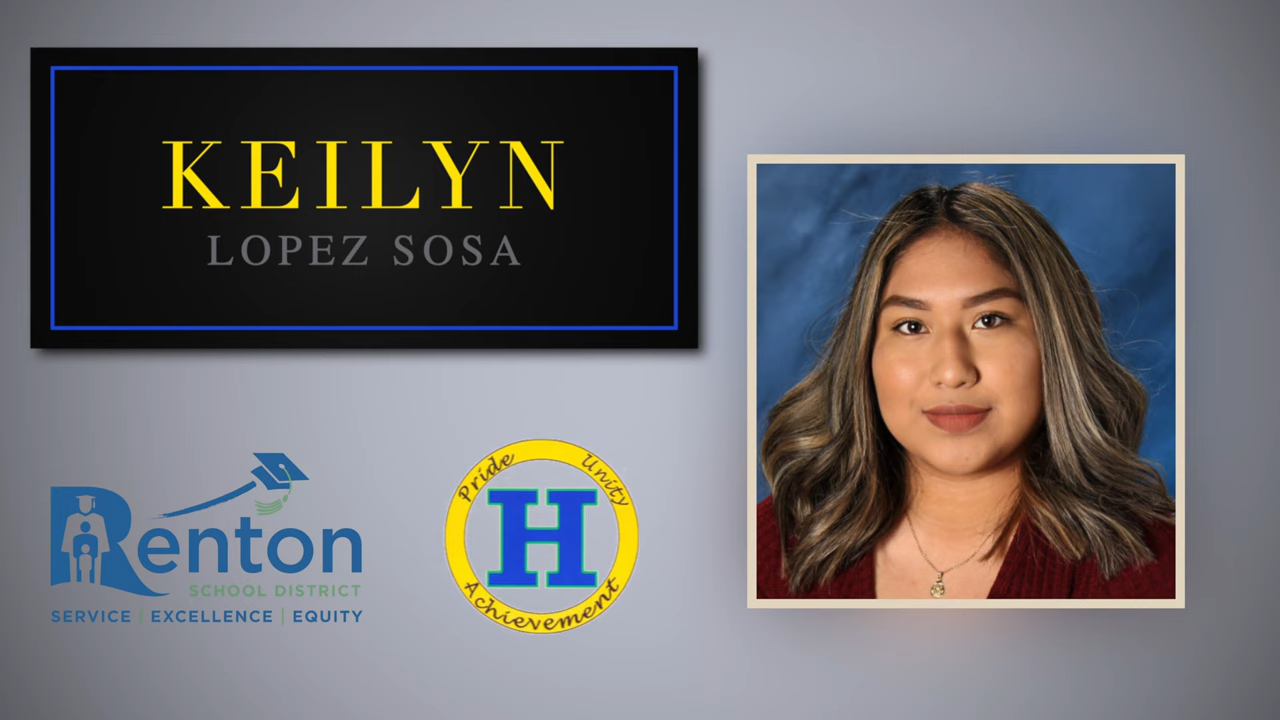 KEILYN
LOPEZ SOSA
Renton
SCHOOL DISTRICT
SERVICE | EXCELLENCE | EQUITY
Pride Unity
H
Achievement